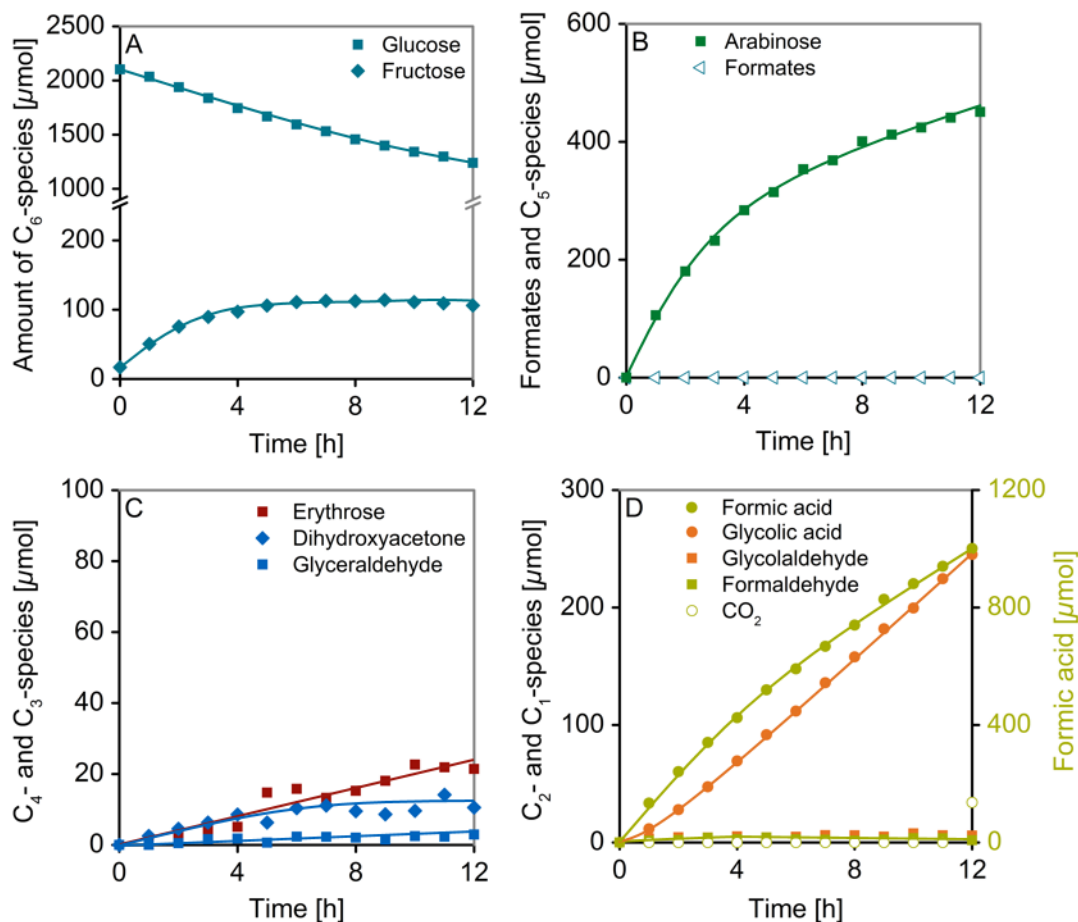 A
Glucose
Fructose
Amount of C₆-species [µmol]
2500
2000
1500
1000
200
100
0
0
4
8
12
Time [h]
B
Arabinose
Formates
Formates and C₅-species [µmol]
600
400
200
0
0
4
8
12
Time [h]
C
Erythrose
Dihydroxyacetone
Glyceraldehyde
C₄- and C₃-species [µmol]
100
80
60
40
20
0
0
4
8
12
Time [h]
D
Formic acid
Glycolic acid
Glycolaldehyde
Formaldehyde
CO₂
C₂- and C₁-species [µmol]
300
200
100
0
0
4
8
12
Time [h]
1200
800
400
0
Formic acid [µmol]